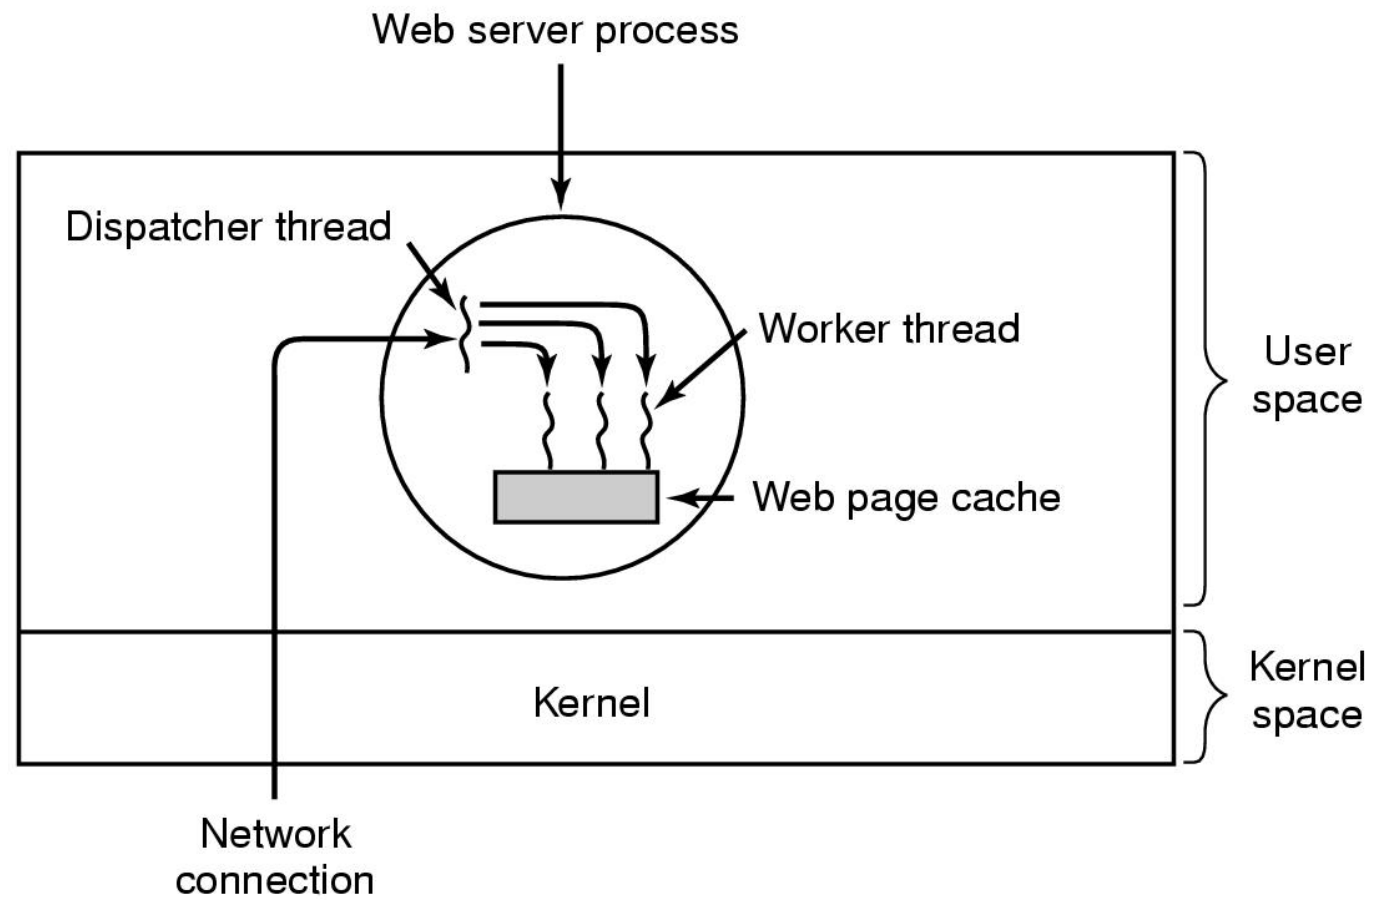 Web server process
Dispatcher thread
Worker thread
User
space
Web page cache
Kernel
space
Kernel
Network
connection